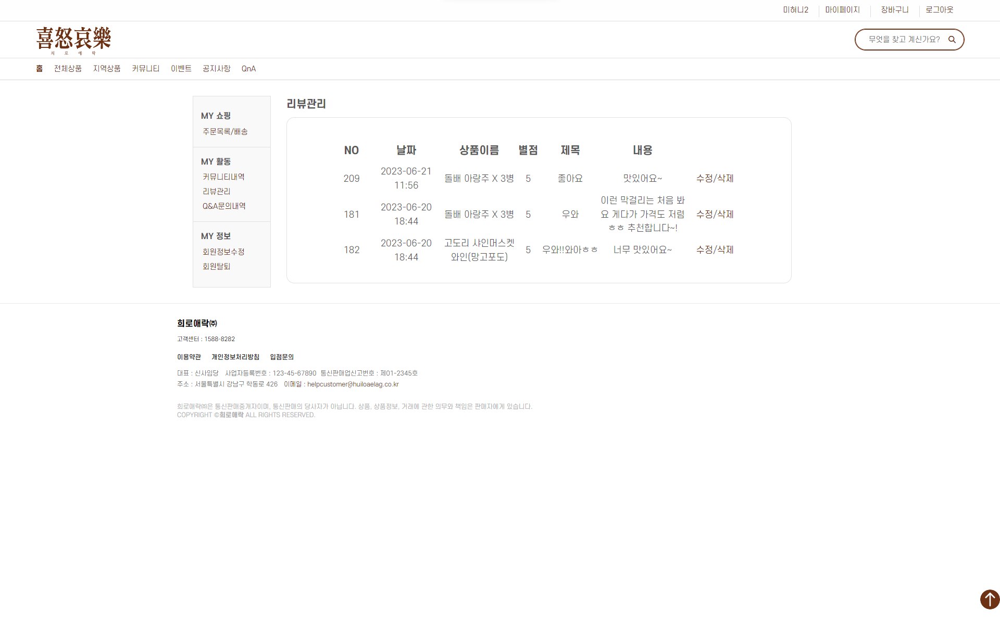 미혀니2 마이페이지 장바구니 로그아웃
喜怒哀樂
희 로 애 락
무엇을 찾고 계신가요?
홈 전체상품 지역상품 커뮤니티 이벤트 공지사항 QnA
MY 쇼핑
주문목록/배송
MY 활동
커뮤니티내역
리뷰관리
Q&A문의내역
MY 정보
회원정보수정
회원탈퇴
리뷰관리
NO 날짜 상품이름 별점 제목 내용
209 2023-06-21 11:56 돌배 아랑주 X 3병 5 좋아요 맛있어요~ 수정/삭제
181 2023-06-20 18:44 돌배 아랑주 X 3병 5 우와 이런 막걸리는 처음 봐요 게다가 가격도 저렴ㅎㅎ 추천합니다~! 수정/삭제
182 2023-06-20 18:44 고도리 샤인머스켓 와인(망고포도) 5 우와!!와아ㅎㅎ 너무 맛있어요~ 수정/삭제
희로애락㈜
고객센터 : 1588-8282
이용약관 개인정보처리방침 입점문의
대표 : 신사임당 사업자등록번호 : 123-45-67890 통신판매업신고번호 : 제01-2345호
주소 : 서울특별시 강남구 학동로 426 이메일 : helpcustomer@huiloaelag.co.kr
희로애락㈜은 통신판매중개자이며, 통신판매의 당사자가 아닙니다. 상품, 상품정보, 거래에 관한 의무와 책임은 판매자에게 있습니다.
COPYRIGHT ©희로애락 ALL RIGHTS RESERVED.